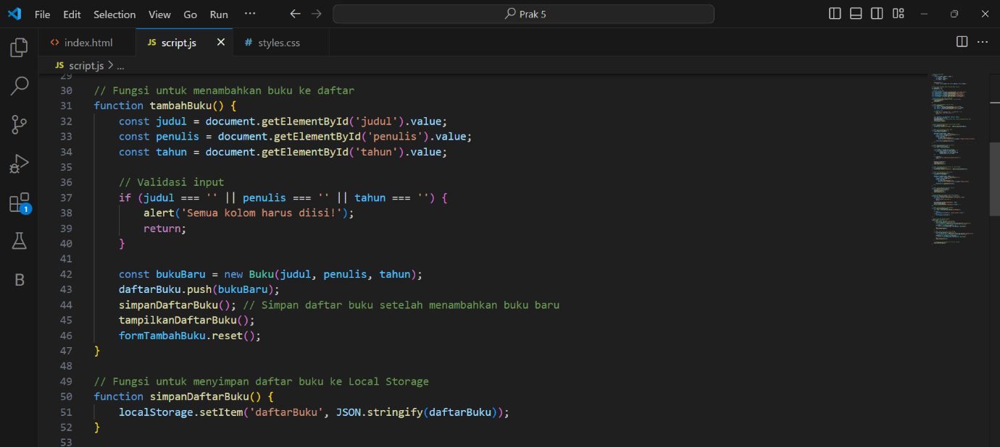 File Edit Selection View Go Run ... Prak 5
index.html JS script.js # styles.css
JS script.js > ...
29
30 // Fungsi untuk menambahkan buku ke daftar
31 function tambahBuku() {
32 const judul = document.getElementById('judul').value;
33 const penulis = document.getElementById('penulis').value;
34 const tahun = document.getElementById('tahun').value;
35
36 // Validasi input
37 if (judul === '' || penulis === '' || tahun === '') {
38 alert('Semua kolom harus diisi!');
39 return;
40 }
41
42 const bukuBaru = new Buku(judul, penulis, tahun);
43 daftarBuku.push(bukuBaru);
44 simpanDaftarBuku(); // Simpan daftar buku setelah menambahkan buku baru
45 tampilkanDaftarBuku();
46 formTambahBuku.reset();
47 }
48
49 // Fungsi untuk menyimpan daftar buku ke Local Storage
50 function simpanDaftarBuku() {
51 localStorage.setItem('daftarBuku', JSON.stringify(daftarBuku));
52 }
53
1
B